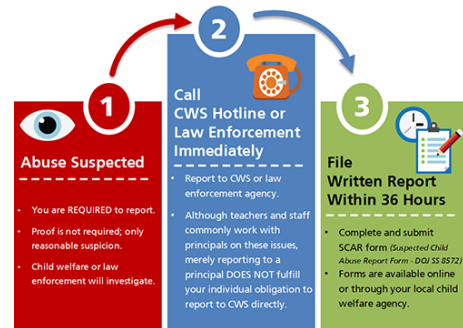 1
Abuse Suspected
• You are REQUIRED to report.
• Proof is not required; only
reasonable suspicion.
• Child welfare or law
enforcement will investigate.
2
Call
CWS Hotline or
Law Enforcement
Immediately
• Report to CWS or law
enforcement agency.
• Although teachers and staff
commonly work with
principals on these issues,
merely reporting to a
principal DOES NOT fulfill
your individual obligation to
report to CWS directly.
3
File
Written Report
Within 36 Hours
• Complete and submit
SCAR form (Suspected Child
Abuse Report Form - DOJ SS 8572)
• Forms are available online
or through your local child
welfare agency.